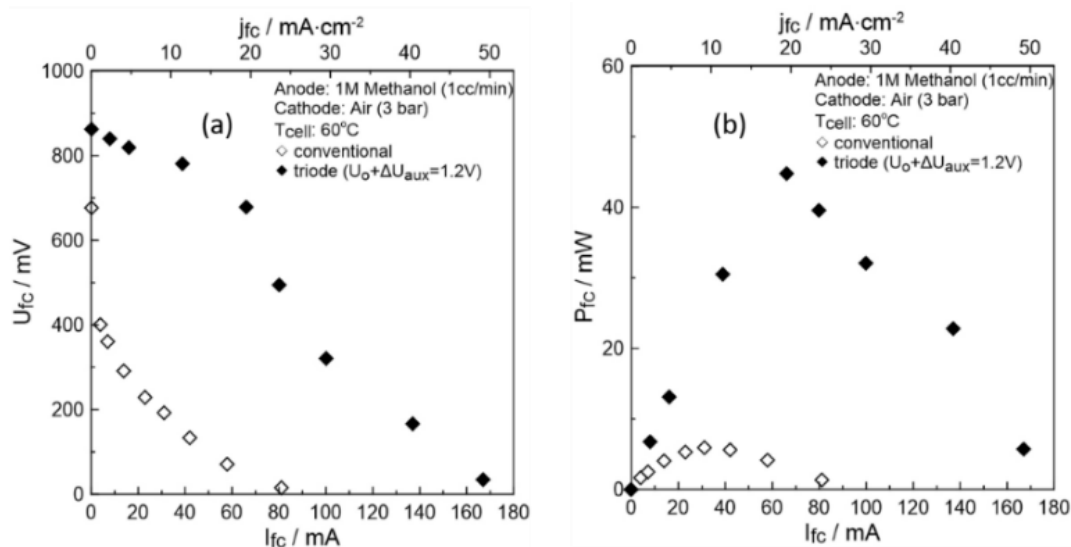 jfc / mA·cm-2
0 10 20 30 40 50
1000
800
600
400
200
0
Ufc / mV
(a)
Anode: 1M Methanol (1cc/min)
Cathode: Air (3 bar)
Tcell: 60°C
◇ conventional
◆ triode (Uo+ΔUaux=1.2V)
0 20 40 60 80 100 120 140 160 180
Ifc / mA
jfc / mA·cm-2
0 10 20 30 40 50
60
40
20
0
Pfc / mW
(b)
Anode: 1M Methanol (1cc/min)
Cathode: Air (3 bar)
Tcell: 60°C
◇ conventional
◆ triode (Uo+ΔUaux=1.2V)
0 20 40 60 80 100 120 140 160 180
Ifc / mA